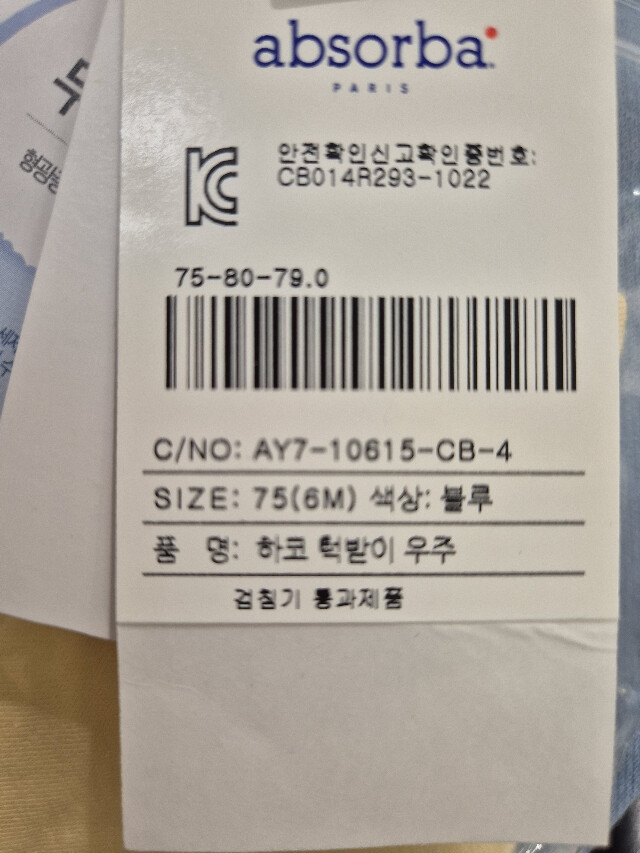 absorba
PARIS
안전확인신고확인증번호:
CB014R293-1022
75-80-79.0
C/NO: AY7-10615-CB-4
SIZE: 75(6M) 색상: 블루
품 명: 하코 턱받이 우주
검침기 통과제품